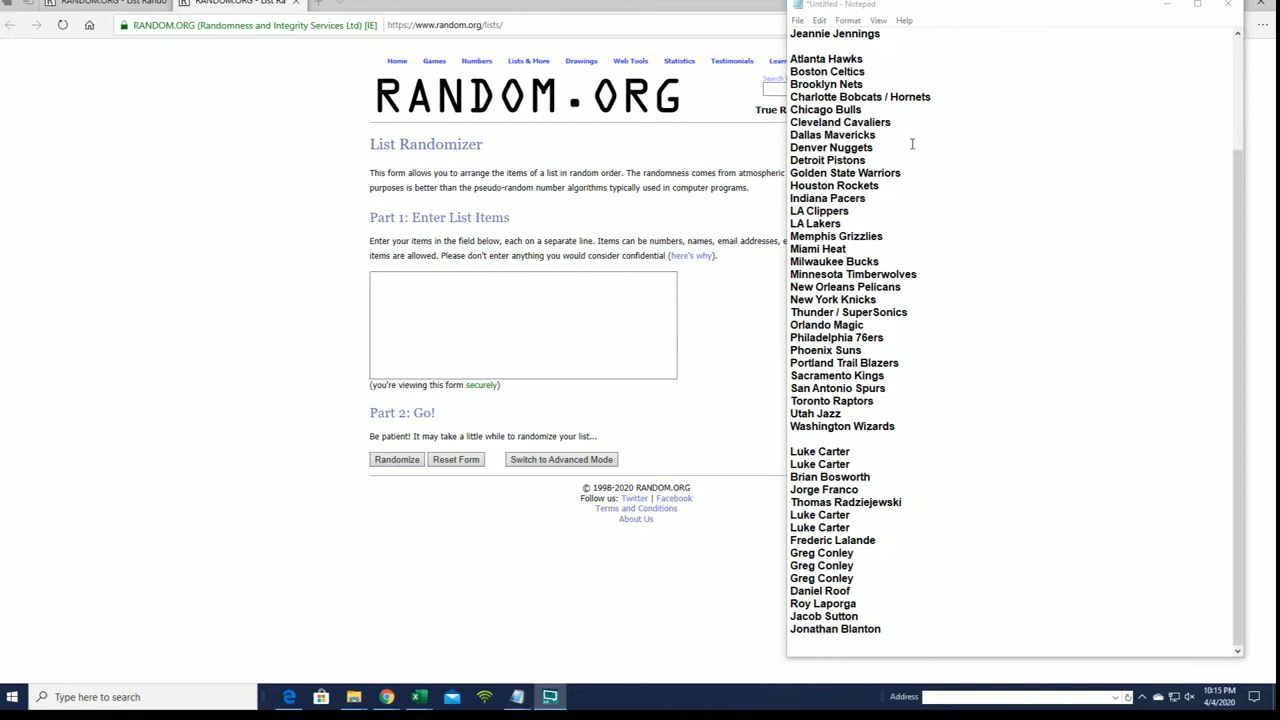 RANDOM.ORG - List Rando
RANDOM.ORG - List Ra
*Untitled - Notepad
RANDOM.ORG (Randomness and Integrity Services Ltd) [IE]
https://www.random.org/lists/
File Edit Format View Help
Home Games Numbers Lists & More Drawings Web Tools Statistics Testimonials Lear
Search
RANDOM.ORG
True R
List Randomizer
This form allows you to arrange the items of a list in random order. The randomness comes from atmospheric
purposes is better than the pseudo-random number algorithms typically used in computer programs.
Part 1: Enter List Items
Enter your items in the field below, each on a separate line. Items can be numbers, names, email addresses, e
items are allowed. Please don't enter anything you would consider confidential (here's why).
(you're viewing this form securely)
Part 2: Go!
Be patient! It may take a little while to randomize your list...
Randomize Reset Form Switch to Advanced Mode
© 1998-2020 RANDOM.ORG
Follow us: Twitter | Facebook
Terms and Conditions
About Us
Jeannie Jennings
Atlanta Hawks
Boston Celtics
Brooklyn Nets
Charlotte Bobcats / Hornets
Chicago Bulls
Cleveland Cavaliers
Dallas Mavericks
Denver Nuggets
Detroit Pistons
Golden State Warriors
Houston Rockets
Indiana Pacers
LA Clippers
LA Lakers
Memphis Grizzlies
Miami Heat
Milwaukee Bucks
Minnesota Timberwolves
New Orleans Pelicans
New York Knicks
Thunder / SuperSonics
Orlando Magic
Philadelphia 76ers
Phoenix Suns
Portland Trail Blazers
Sacramento Kings
San Antonio Spurs
Toronto Raptors
Utah Jazz
Washington Wizards
Luke Carter
Luke Carter
Brian Bosworth
Jorge Franco
Thomas Radziejewski
Luke Carter
Luke Carter
Frederic Lalande
Greg Conley
Greg Conley
Greg Conley
Daniel Roof
Roy Laporga
Jacob Sutton
Jonathan Blanton
Type here to search
Address
10:15 PM
4/4/2020